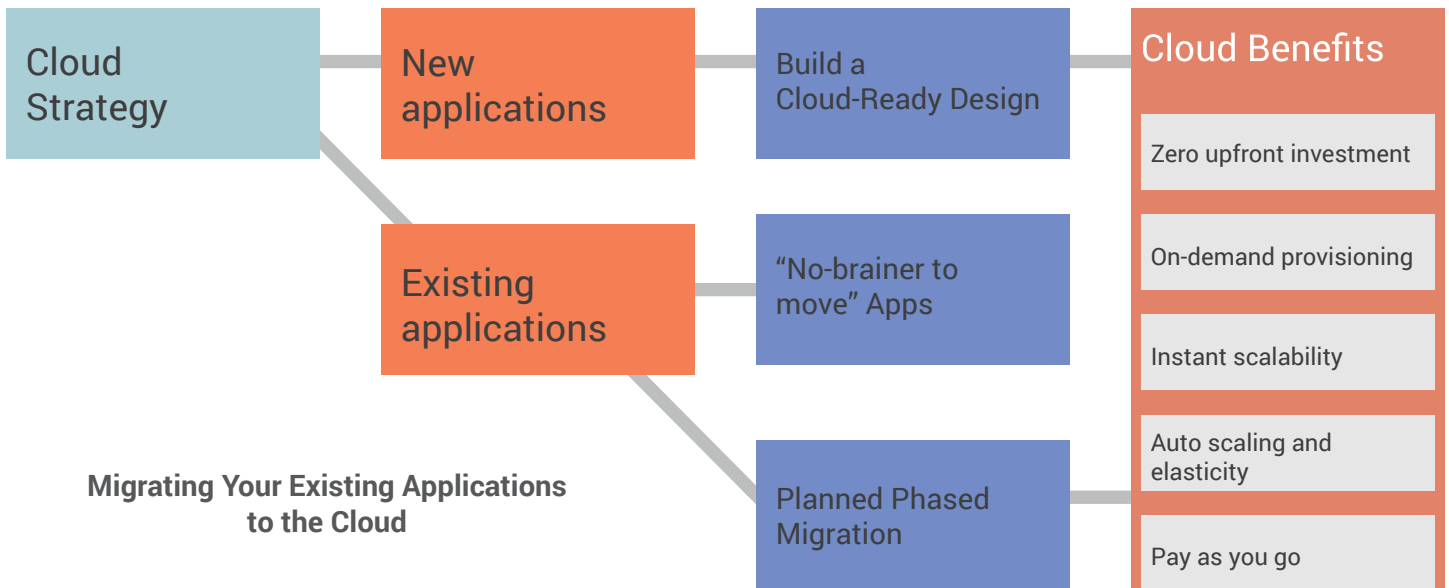 Cloud
Strategy
New
applications
Build a
Cloud-Ready Design
Cloud Benefits
Zero upfront investment
On-demand provisioning
Instant scalability
Auto scaling and
elasticity
Pay as you go
Existing
applications
“No-brainer to
move” Apps
Planned Phased
Migration
Migrating Your Existing Applications
to the Cloud